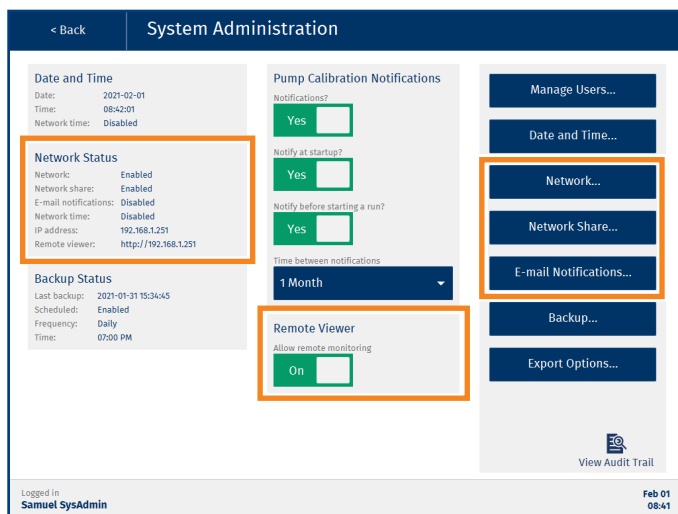 < Back
System Administration
Date and Time
Date: 2021-02-01
Time: 08:42:01
Network time: Disabled
Network Status
Network: Enabled
Network share: Enabled
E-mail notifications: Disabled
Network time: Disabled
IP address: 192.168.1.251
Remote viewer: http://192.168.1.251
Backup Status
Last backup: 2021-01-31 15:34:45
Scheduled: Enabled
Frequency: Daily
Time: 07:00 PM
Pump Calibration Notifications
Notifications?
Yes
Notify at startup?
Yes
Notify before starting a run?
Yes
Time between notifications
1 Month
Remote Viewer
Allow remote monitoring
On
Manage Users...
Date and Time...
Network...
Network Share...
E-mail Notifications...
Backup...
Export Options...
View Audit Trail
Logged in
Samuel SysAdmin
Feb 01
08:41